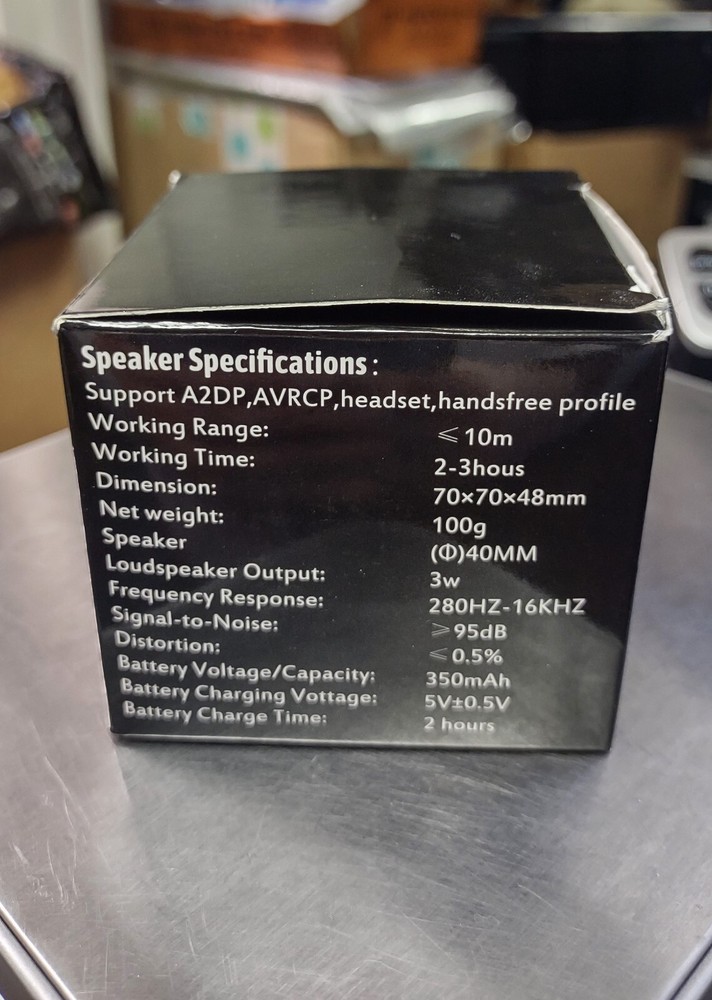 Speaker Specifications:
Support A2DP,AVRCP,headset,handsfree profile
Working Range: ⩽10m
Working Time: 2-3hous
Dimension: 70×70×48mm
Net weight: 100g
Speaker (Φ)40MM
Loudspeaker Output: 3w
Frequency Response: 280HZ-16KHZ
Signal-to-Noise: ⩾95dB
Distortion: ⩽0.5%
Battery Voltage/Capacity: 350mAh
Battery Charging Vottage: 5V±0.5V
Battery Charge Time: 2 hours